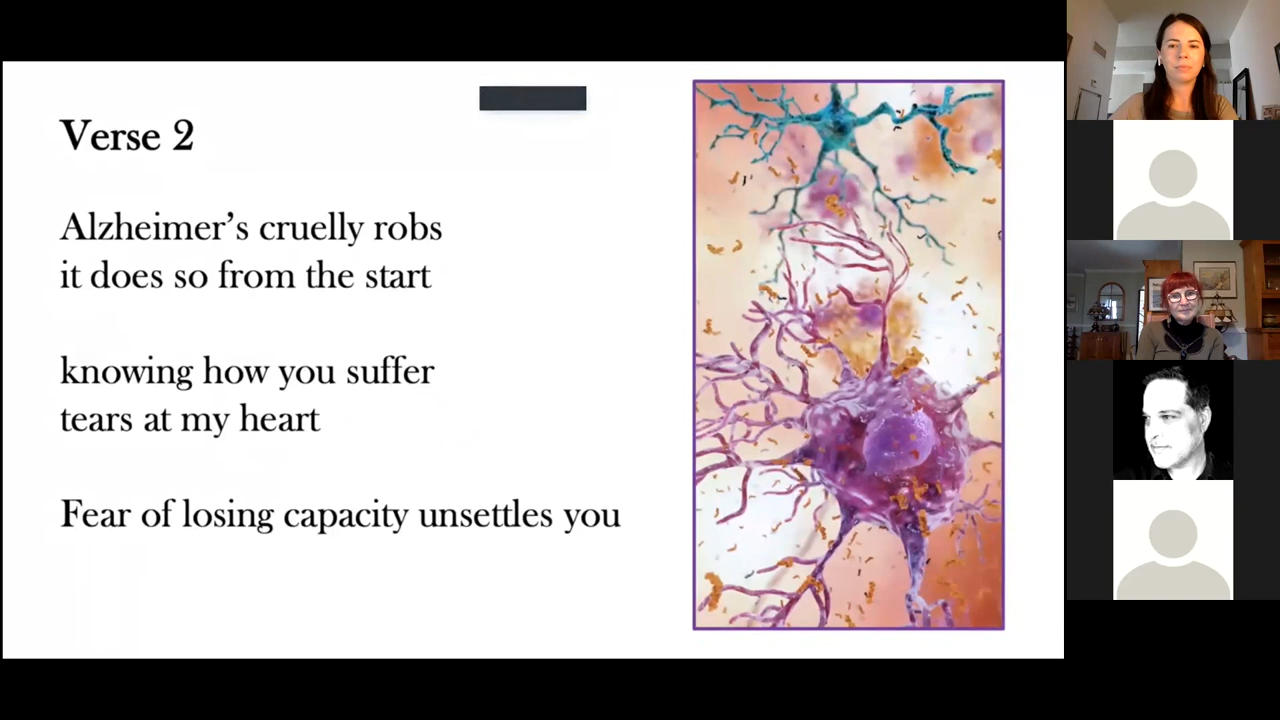 Verse 2
Alzheimer’s cruelly robs
it does so from the start
knowing how you suffer
tears at my heart
Fear of losing capacity unsettles you